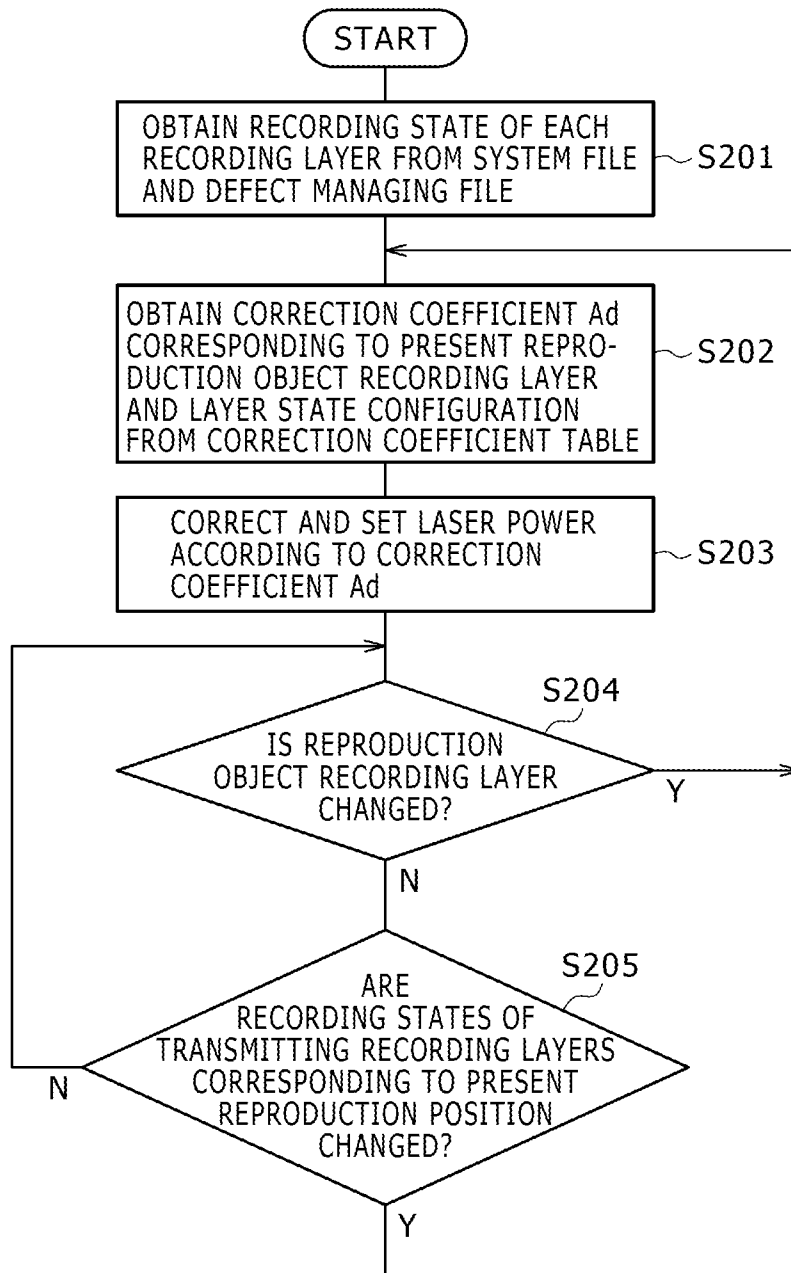 START
OBTAIN RECORDING STATE OF EACH
RECORDING LAYER FROM SYSTEM FILE
AND DEFECT MANAGING FILE
S201
OBTAIN CORRECTION COEFFICIENT Ad
CORRESPONDING TO PRESENT REPRO-
DUCTION OBJECT RECORDING LAYER
AND LAYER STATE CONFIGURATION
FROM CORRECTION COEFFICIENT TABLE
S202
CORRECT AND SET LASER POWER
ACCORDING TO CORRECTION
COEFFICIENT Ad
S203
S204
IS REPRODUCTION
OBJECT RECORDING LAYER
CHANGED?
Y
N
S205
ARE
RECORDING STATES OF
TRANSMITTING RECORDING LAYERS
CORRESPONDING TO PRESENT
REPRODUCTION POSITION
CHANGED?
N
Y